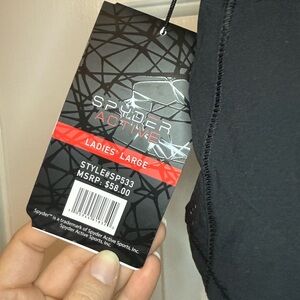 SPYDER
ACTIVE
LADIES' LARGE
STYLE#SP533
MSRP: $58.00
Spyder™ is a trademark of Spyder Active Sports, Inc.
Spyder Active Sports, Inc.